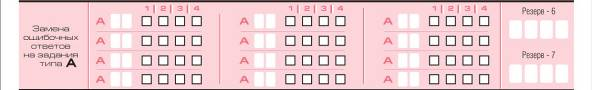 Замена
ошибочных
ответов
на задания
типа А
1 | 2 | 3 | 4
А
А
А
А
1 | 2 | 3 | 4
А
А
А
А
1 | 2 | 3 | 4
А
А
А
А
Резерв - 6
Резерв - 7